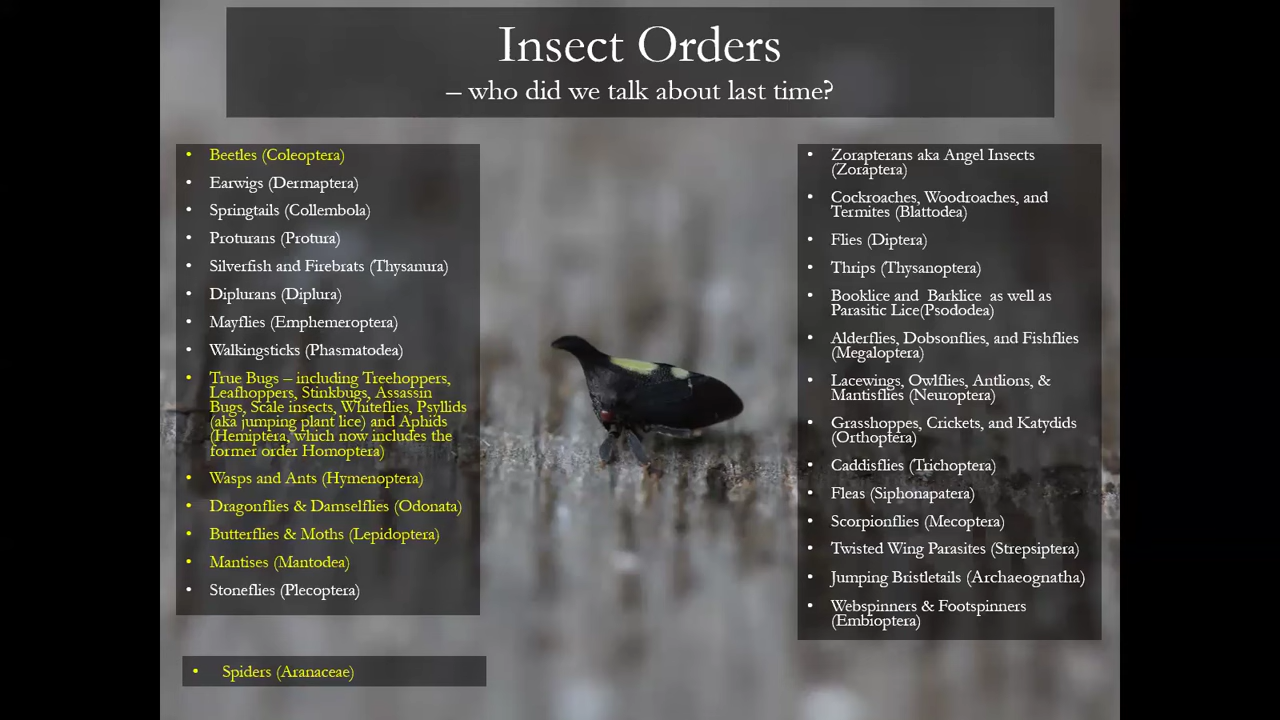 Insect Orders
– who did we talk about last time?
• Beetles (Coleoptera)
• Earwigs (Dermaptera)
• Springtails (Collembola)
• Proturans (Protura)
• Silverfish and Firebrats (Thysanura)
• Diplurans (Diplura)
• Mayflies (Emphemeroptera)
• Walkingsticks (Phasmatodea)
• True Bugs – including Treehoppers,
Leafhoppers, Stinkbugs, Assassin
Bugs, Scale insects, Whiteflies, Psyllids
(aka jumping plant lice) and Aphids
(Hemiptera, which now includes the
former order Homoptera)
• Wasps and Ants (Hymenoptera)
• Dragonflies & Damselflies (Odonata)
• Butterflies & Moths (Lepidoptera)
• Mantises (Mantodea)
• Stoneflies (Plecoptera)
• Spiders (Aranaceae)
• Zorapterans aka Angel Insects
(Zoraptera)
• Cockroaches, Woodroaches, and
Termites (Blattodea)
• Flies (Diptera)
• Thrips (Thysanoptera)
• Booklice and Barklice as well as
Parasitic Lice(Psododea)
• Alderflies, Dobsonflies, and Fishflies
(Megaloptera)
• Lacewings, Owlflies, Antlions, &
Mantisflies (Neuroptera)
• Grasshoppes, Crickets, and Katydids
(Orthoptera)
• Caddisflies (Trichoptera)
• Fleas (Siphonapatera)
• Scorpionflies (Mecoptera)
• Twisted Wing Parasites (Strepsiptera)
• Jumping Bristletails (Archaeognatha)
• Webspinners & Footspinners
(Embioptera)